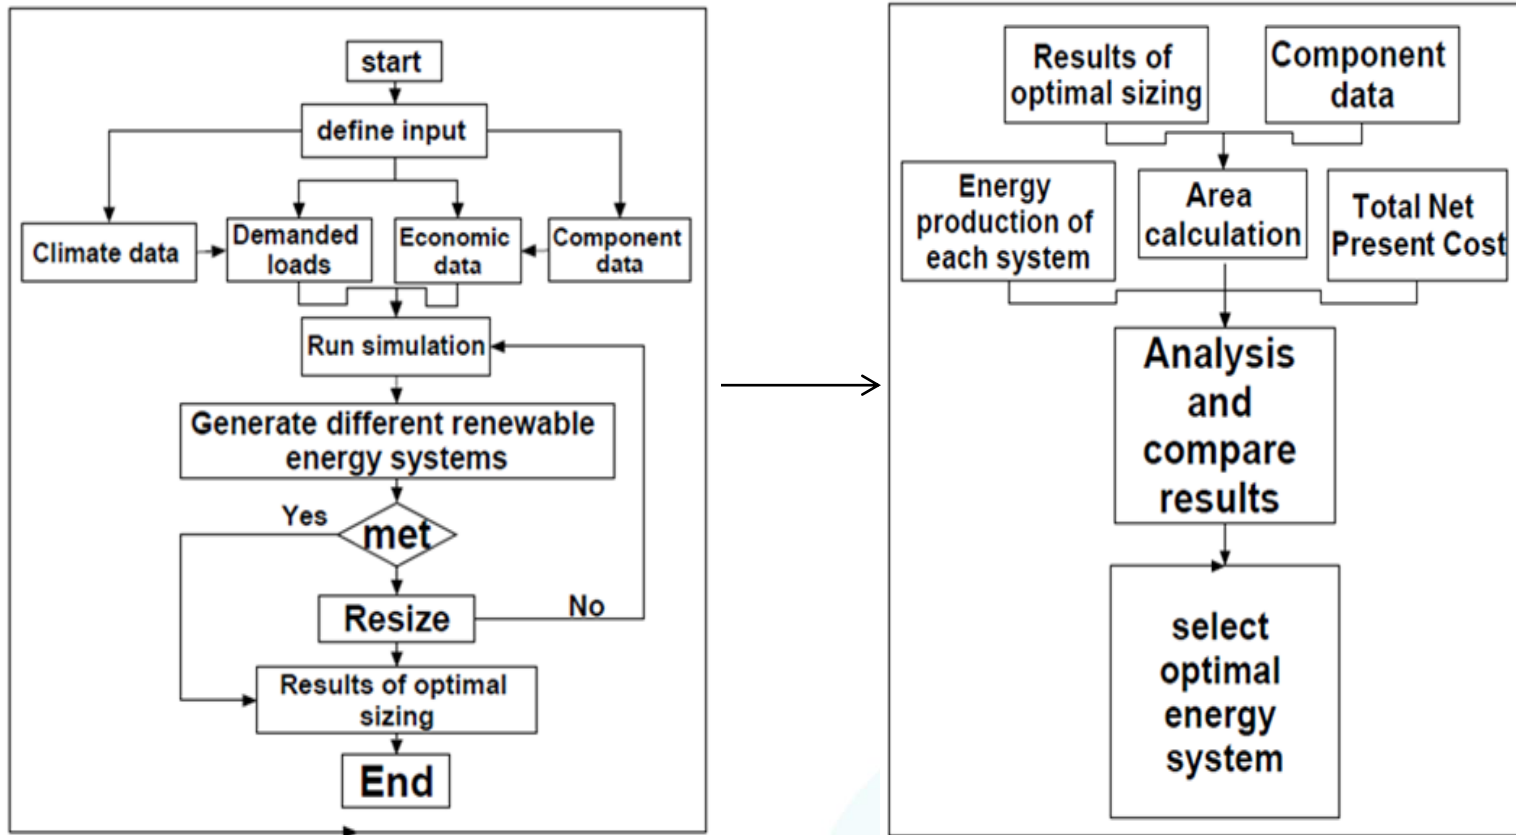 start
define input
Climate data
Demanded
loads
Economic
data
Component
data
Run simulation
Generate different renewable
energy systems
Yes
met
Resize
No
Results of optimal
sizing
End
Results of
optimal sizing
Component
data
Energy
production of
each system
Area
calculation
Total Net
Present Cost
Analysis
and
compare
results
select
optimal
energy
system